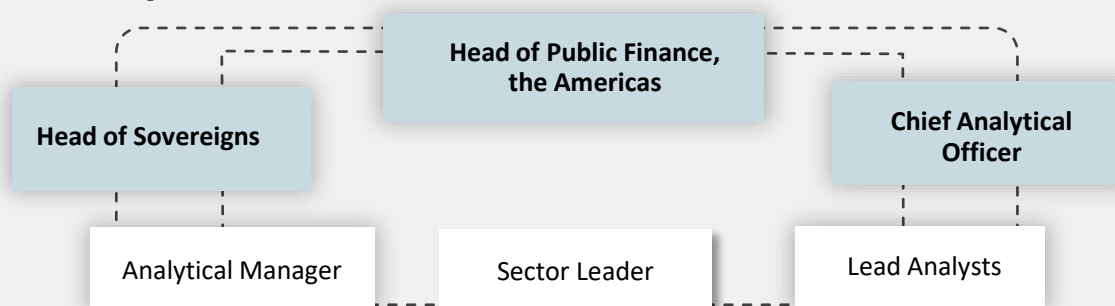 Head of Public Finance,
the Americas
Head of Sovereigns
Chief Analytical
Officer
Analytical Manager
Sector Leader
Lead Analysts